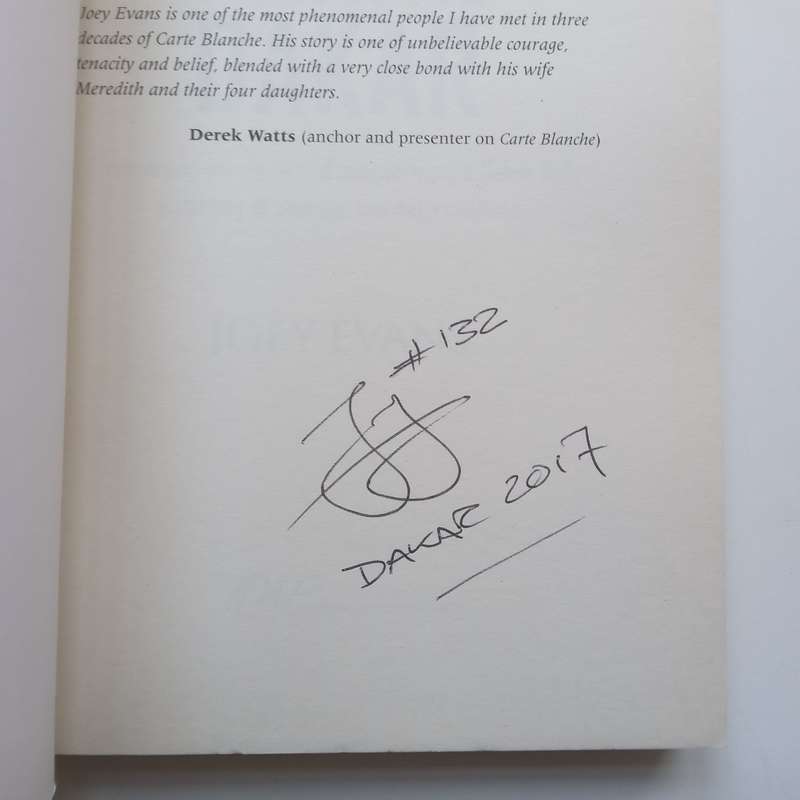 Joey Evans is one of the most phenomenal people I have met in three
decades of Carte Blanche. His story is one of unbelievable courage,
tenacity and belief, blended with a very close bond with his wife
Meredith and their four daughters.
Derek Watts (anchor and presenter on Carte Blanche)
JOEY EVANS
#132
DAKAR 2017